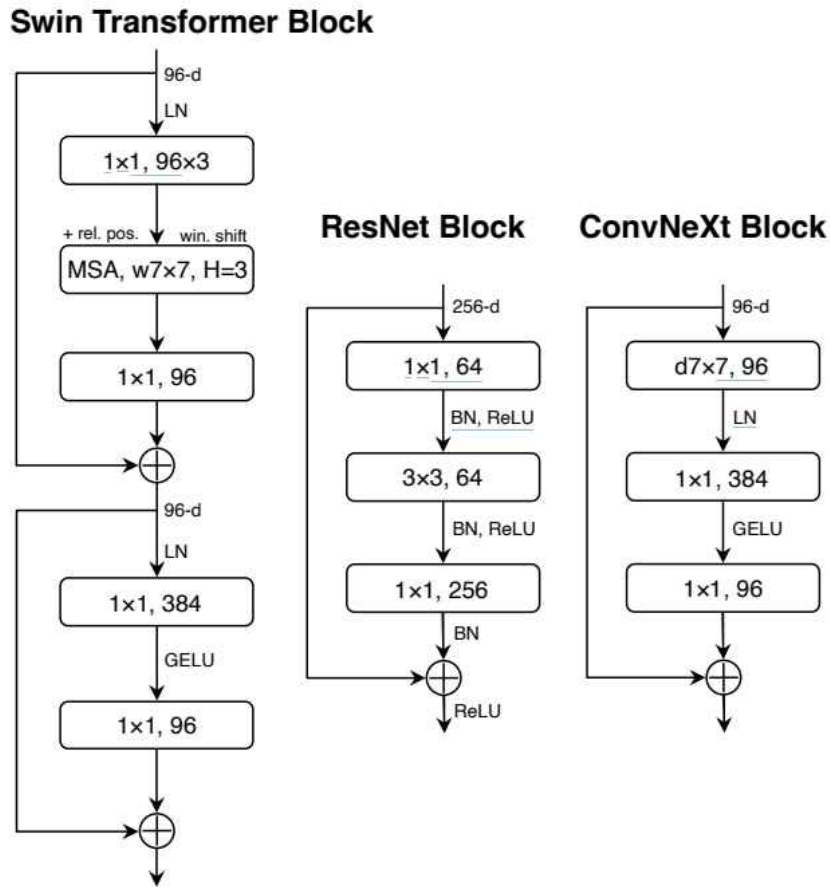 Swin Transformer Block
96-d
LN
1×1, 96×3
+ rel. pos. win. shift
MSA, w7×7, H=3
1×1, 96
96-d
LN
1×1, 384
GELU
1×1, 96
ResNet Block
256-d
1×1, 64
BN, ReLU
3×3, 64
BN, ReLU
1×1, 256
BN
ReLU
ConvNeXt Block
96-d
d7×7, 96
LN
1×1, 384
GELU
1×1, 96